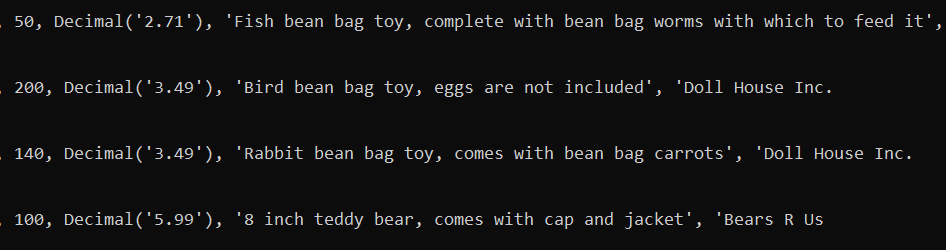 , 50, Decimal('2.71'), 'Fish bean bag toy, complete with bean bag worms with which to feed it',
, 200, Decimal('3.49'), 'Bird bean bag toy, eggs are not included', 'Doll House Inc.
, 140, Decimal('3.49'), 'Rabbit bean bag toy, comes with bean bag carrots', 'Doll House Inc.
, 100, Decimal('5.99'), '8 inch teddy bear, comes with cap and jacket', 'Bears R Us